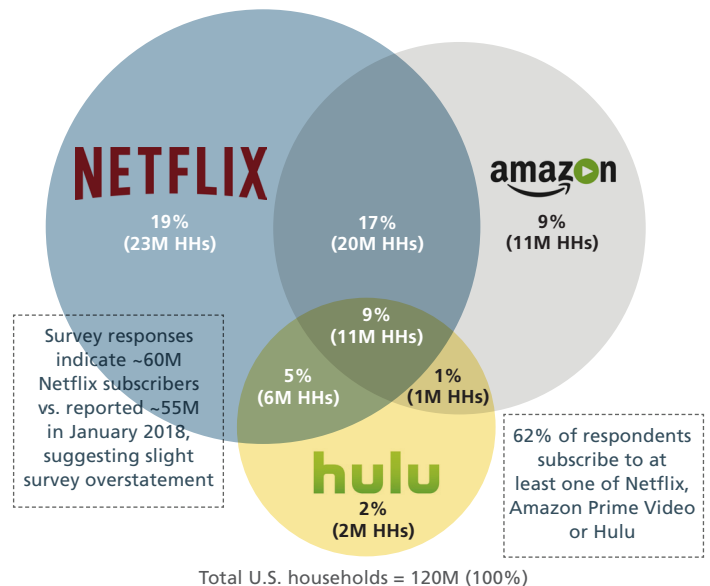 NETFLIX
19%
(23M HHs)
17%
(20M HHs)
amazon
9%
(11M HHs)
9%
(11M HHs)
5%
(6M HHs)
1%
(1M HHs)
Survey responses
indicate ~60M
Netflix subscribers
vs. reported ~55M
in January 2018,
suggesting slight
survey overstatement
hulu
2%
(2M HHs)
62% of respondents
subscribe to at
least one of Netflix,
Amazon Prime Video
or Hulu
Total U.S. households = 120M (100%)